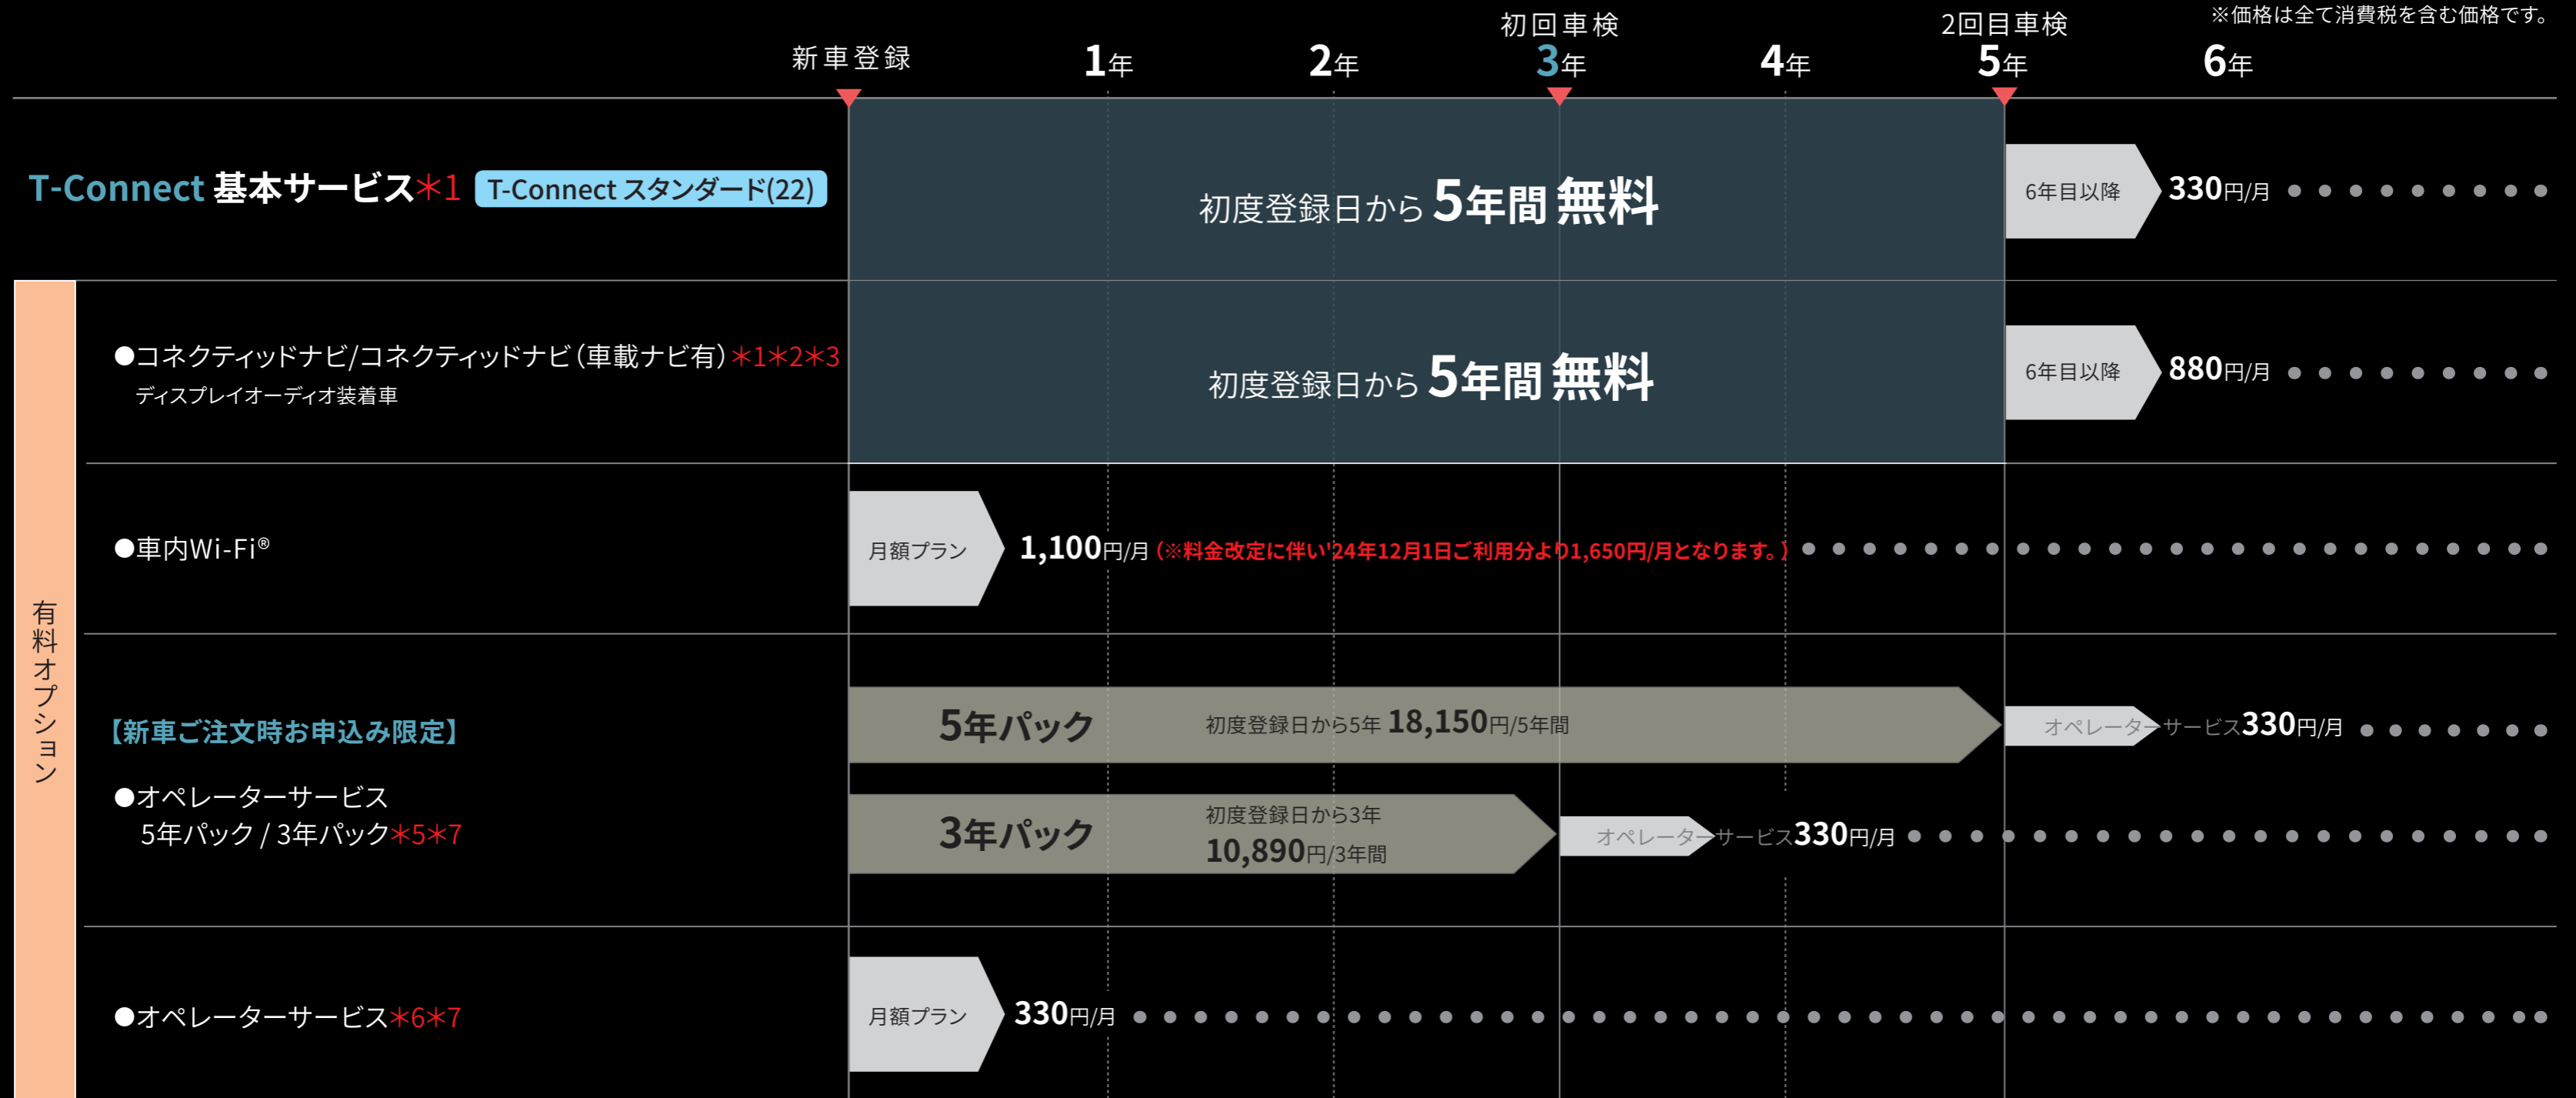 ※価格は全て消費税を含む価格です。
初回車検
2回目車検
新車登録
1年
2年
3年
4年
5年
6年
T-Connect 基本サービス＊1 T-Connect スタンダード(22)
初度登録日から 5年間 無料
6年目以降
330円/月
有料オプション
●コネクティッドナビ/コネクティッドナビ（車載ナビ有）＊1＊2＊3
ディスプレイオーディオ装着車
初度登録日から 5年間 無料
6年目以降
880円/月
●車内Wi-Fi®
月額プラン
1,100円/月（※料金改定に伴い'24年12月1日ご利用分より1,650円/月となります。）
【新車ご注文時お申込み限定】
●オペレーターサービス
5年パック / 3年パック＊5＊7
5年パック
初度登録日から5年 18,150円/5年間
オペレーターサービス330円/月
3年パック
初度登録日から3年
10,890円/3年間
オペレーターサービス330円/月
●オペレーターサービス＊6＊7
月額プラン
330円/月